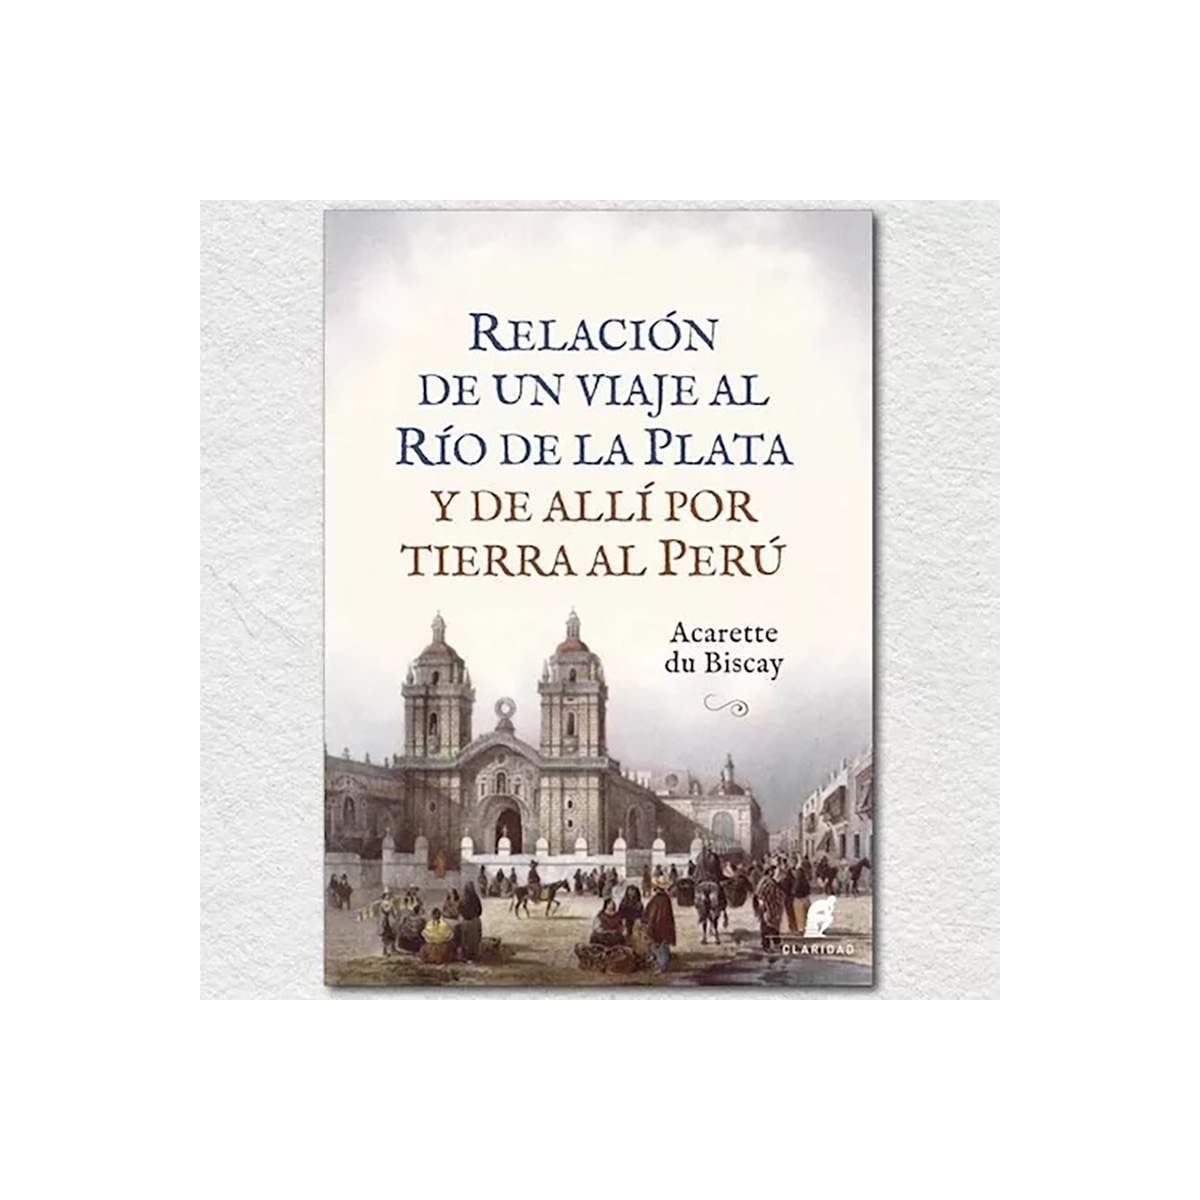 Relación
de un viaje al
Río de la Plata
y de allí por
tierra al Perú
Acarette
du Biscay
CLARIDAD